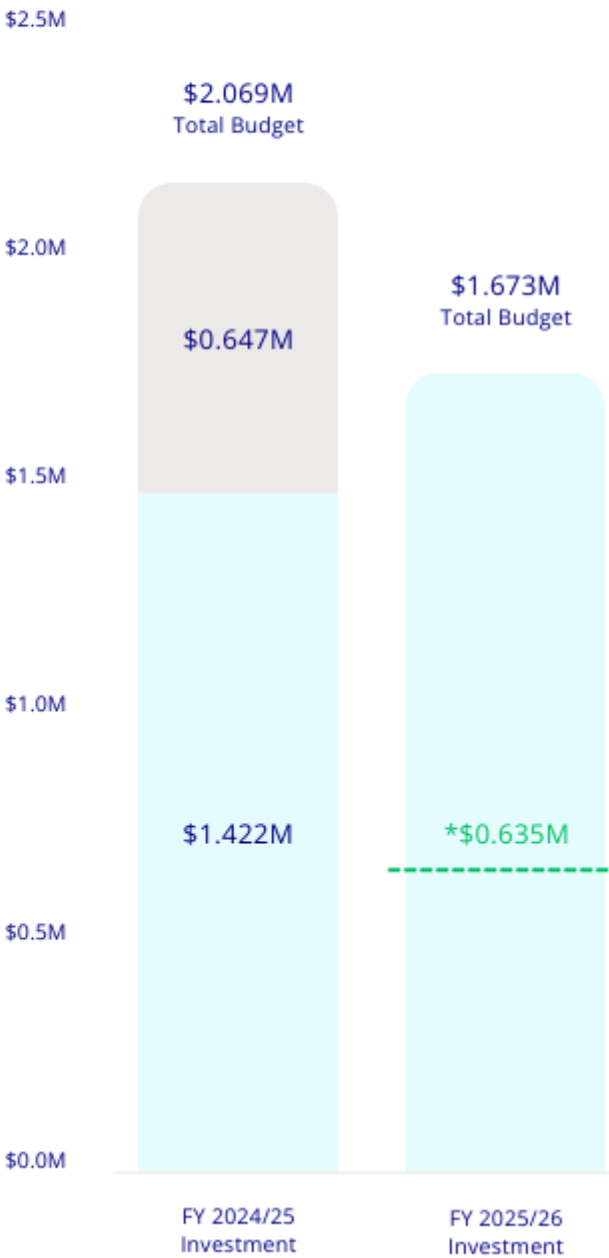 $2.5M
$2.069M
Total Budget
$2.0M
$1.673M
Total Budget
$0.647M
$1.5M
$1.0M
$1.422M
*$0.635M
$0.5M
$0.0M
FY 2024/25
Investment
FY 2025/26
Investment